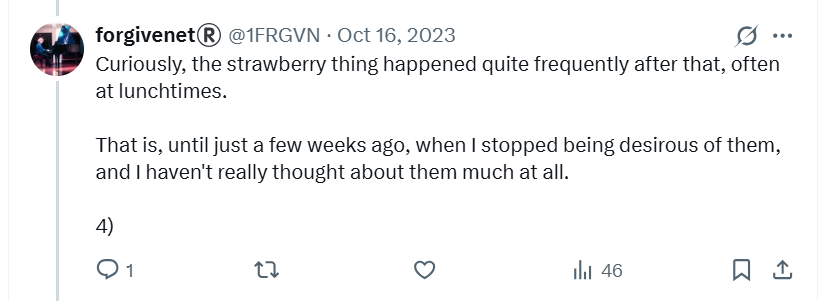 forgivenet® @1FRGVN · Oct 16, 2023
Curiously, the strawberry thing happened quite frequently after that, often
at lunchtimes.
That is, until just a few weeks ago, when I stopped being desirous of them,
and I haven't really thought about them much at all.
4)
1 46